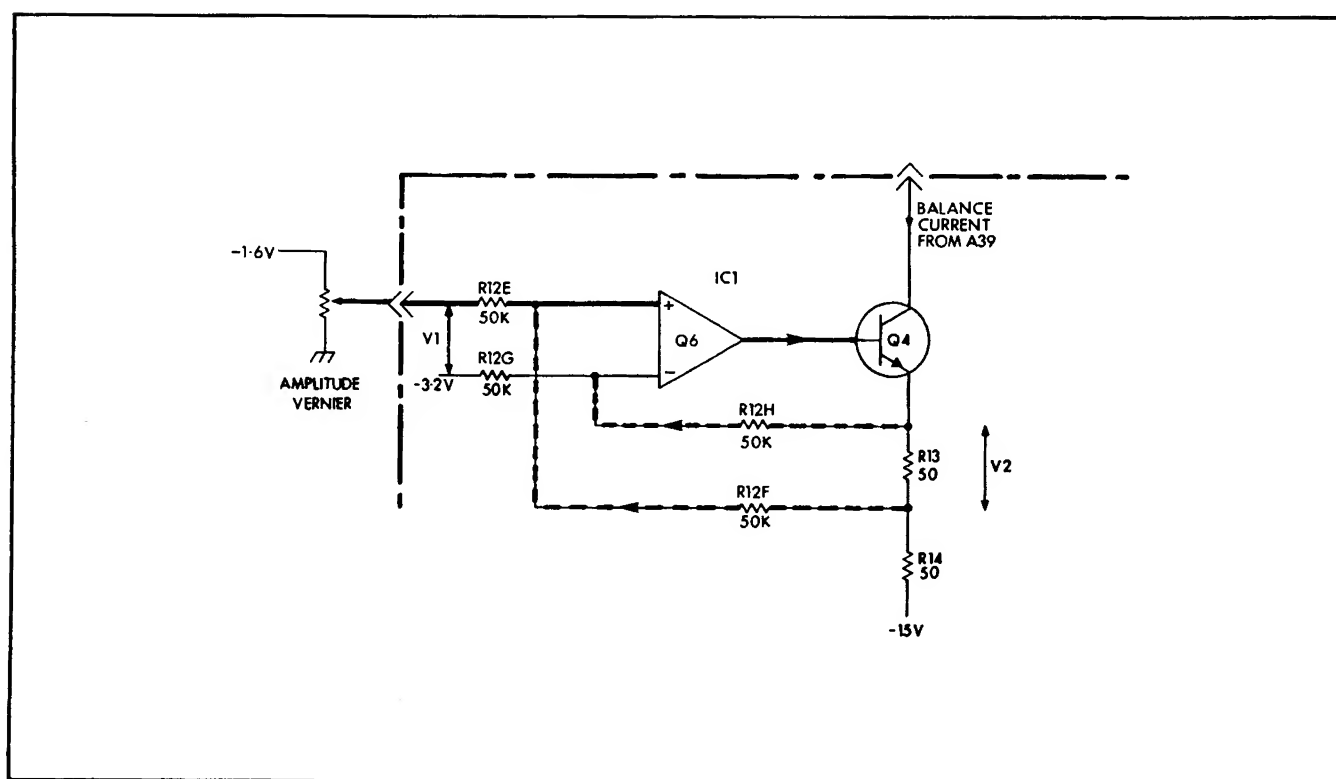 BALANCE
CURRENT
FROM A39
-1·6V
IC1
R12E
50K
+
Q6
Q4
V1
R12G
50K
-3·2V
−
AMPLITUDE
VERNIER
R12H
50K
R13
50
V2
R12F
50K
R14
50
-15V